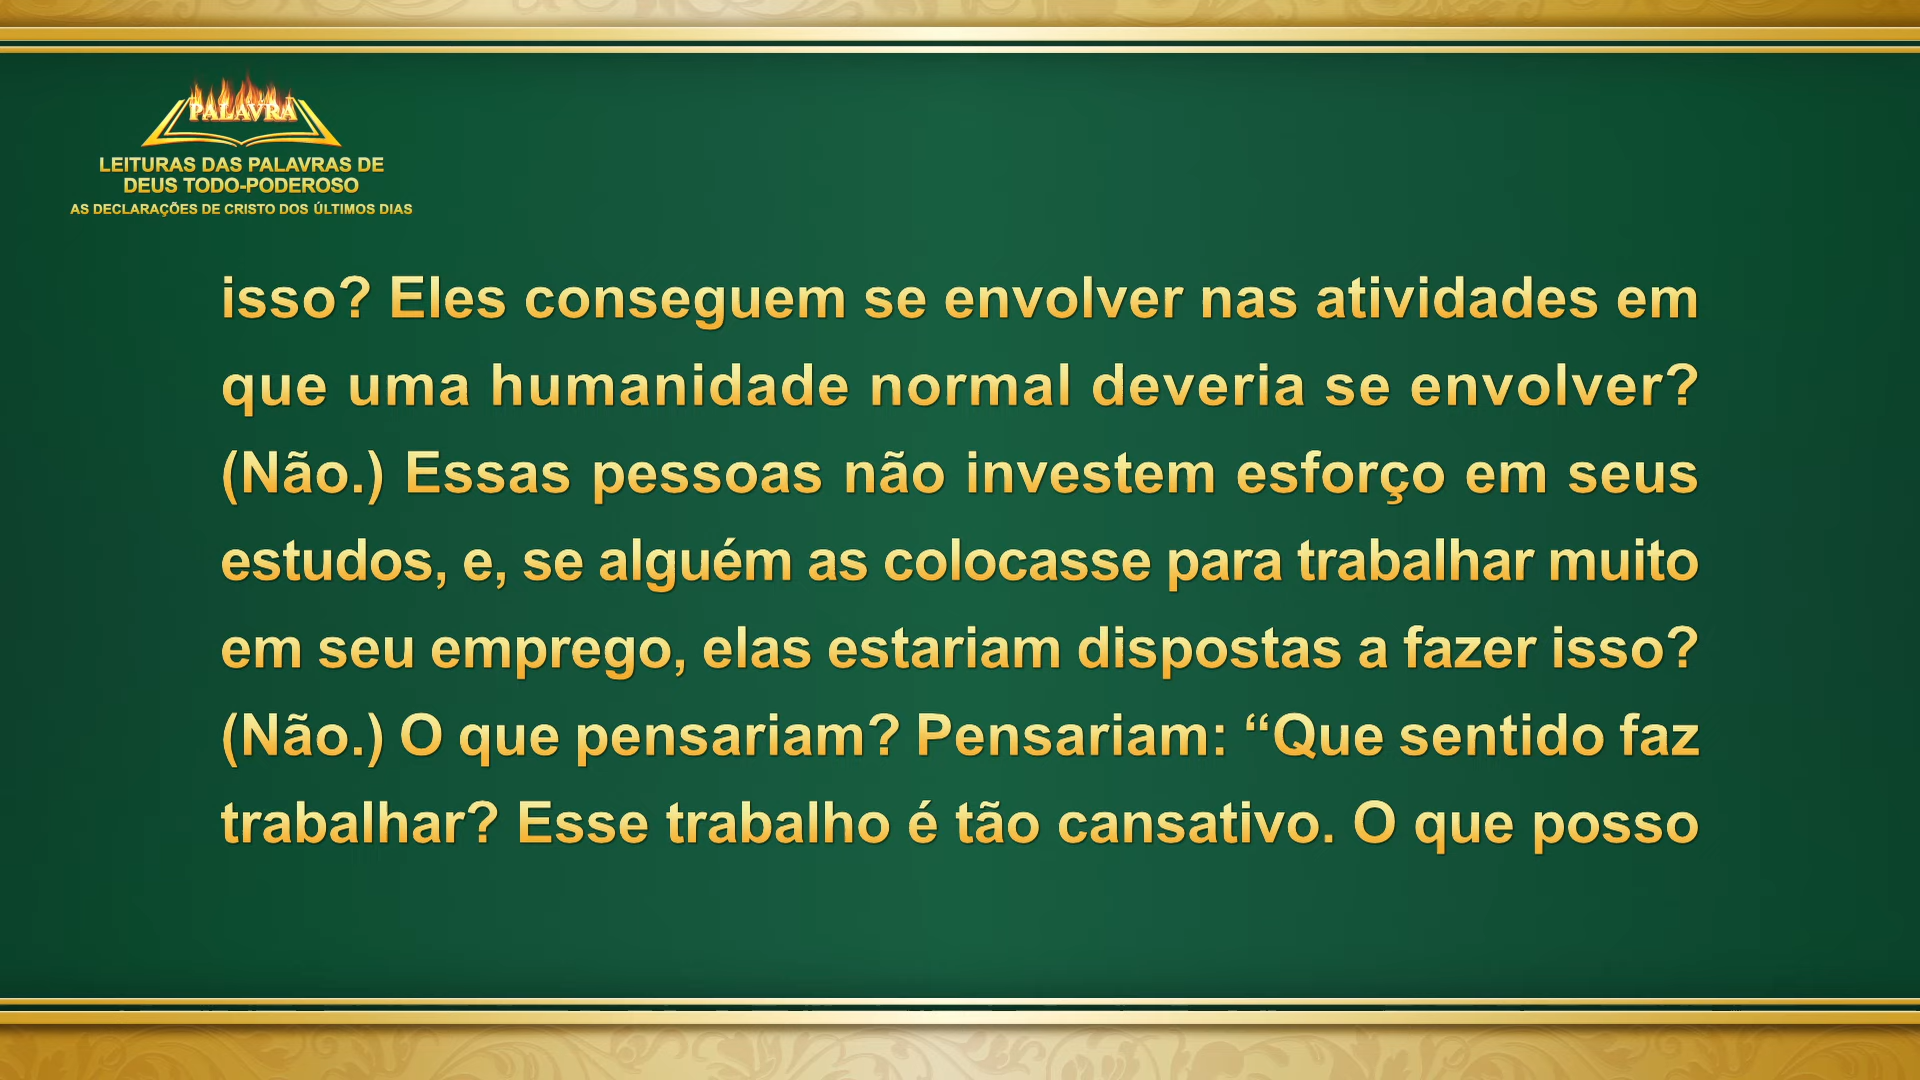 PALAVRA
LEITURAS DAS PALAVRAS DE
DEUS TODO-PODEROSO
AS DECLARAÇÕES DE CRISTO DOS ÚLTIMOS DIAS
isso? Eles conseguem se envolver nas atividades em
que uma humanidade normal deveria se envolver?
(Não.) Essas pessoas não investem esforço em seus
estudos, e, se alguém as colocasse para trabalhar muito
em seu emprego, elas estariam dispostas a fazer isso?
(Não.) O que pensariam? Pensariam: “Que sentido faz
trabalhar? Esse trabalho é tão cansativo. O que posso